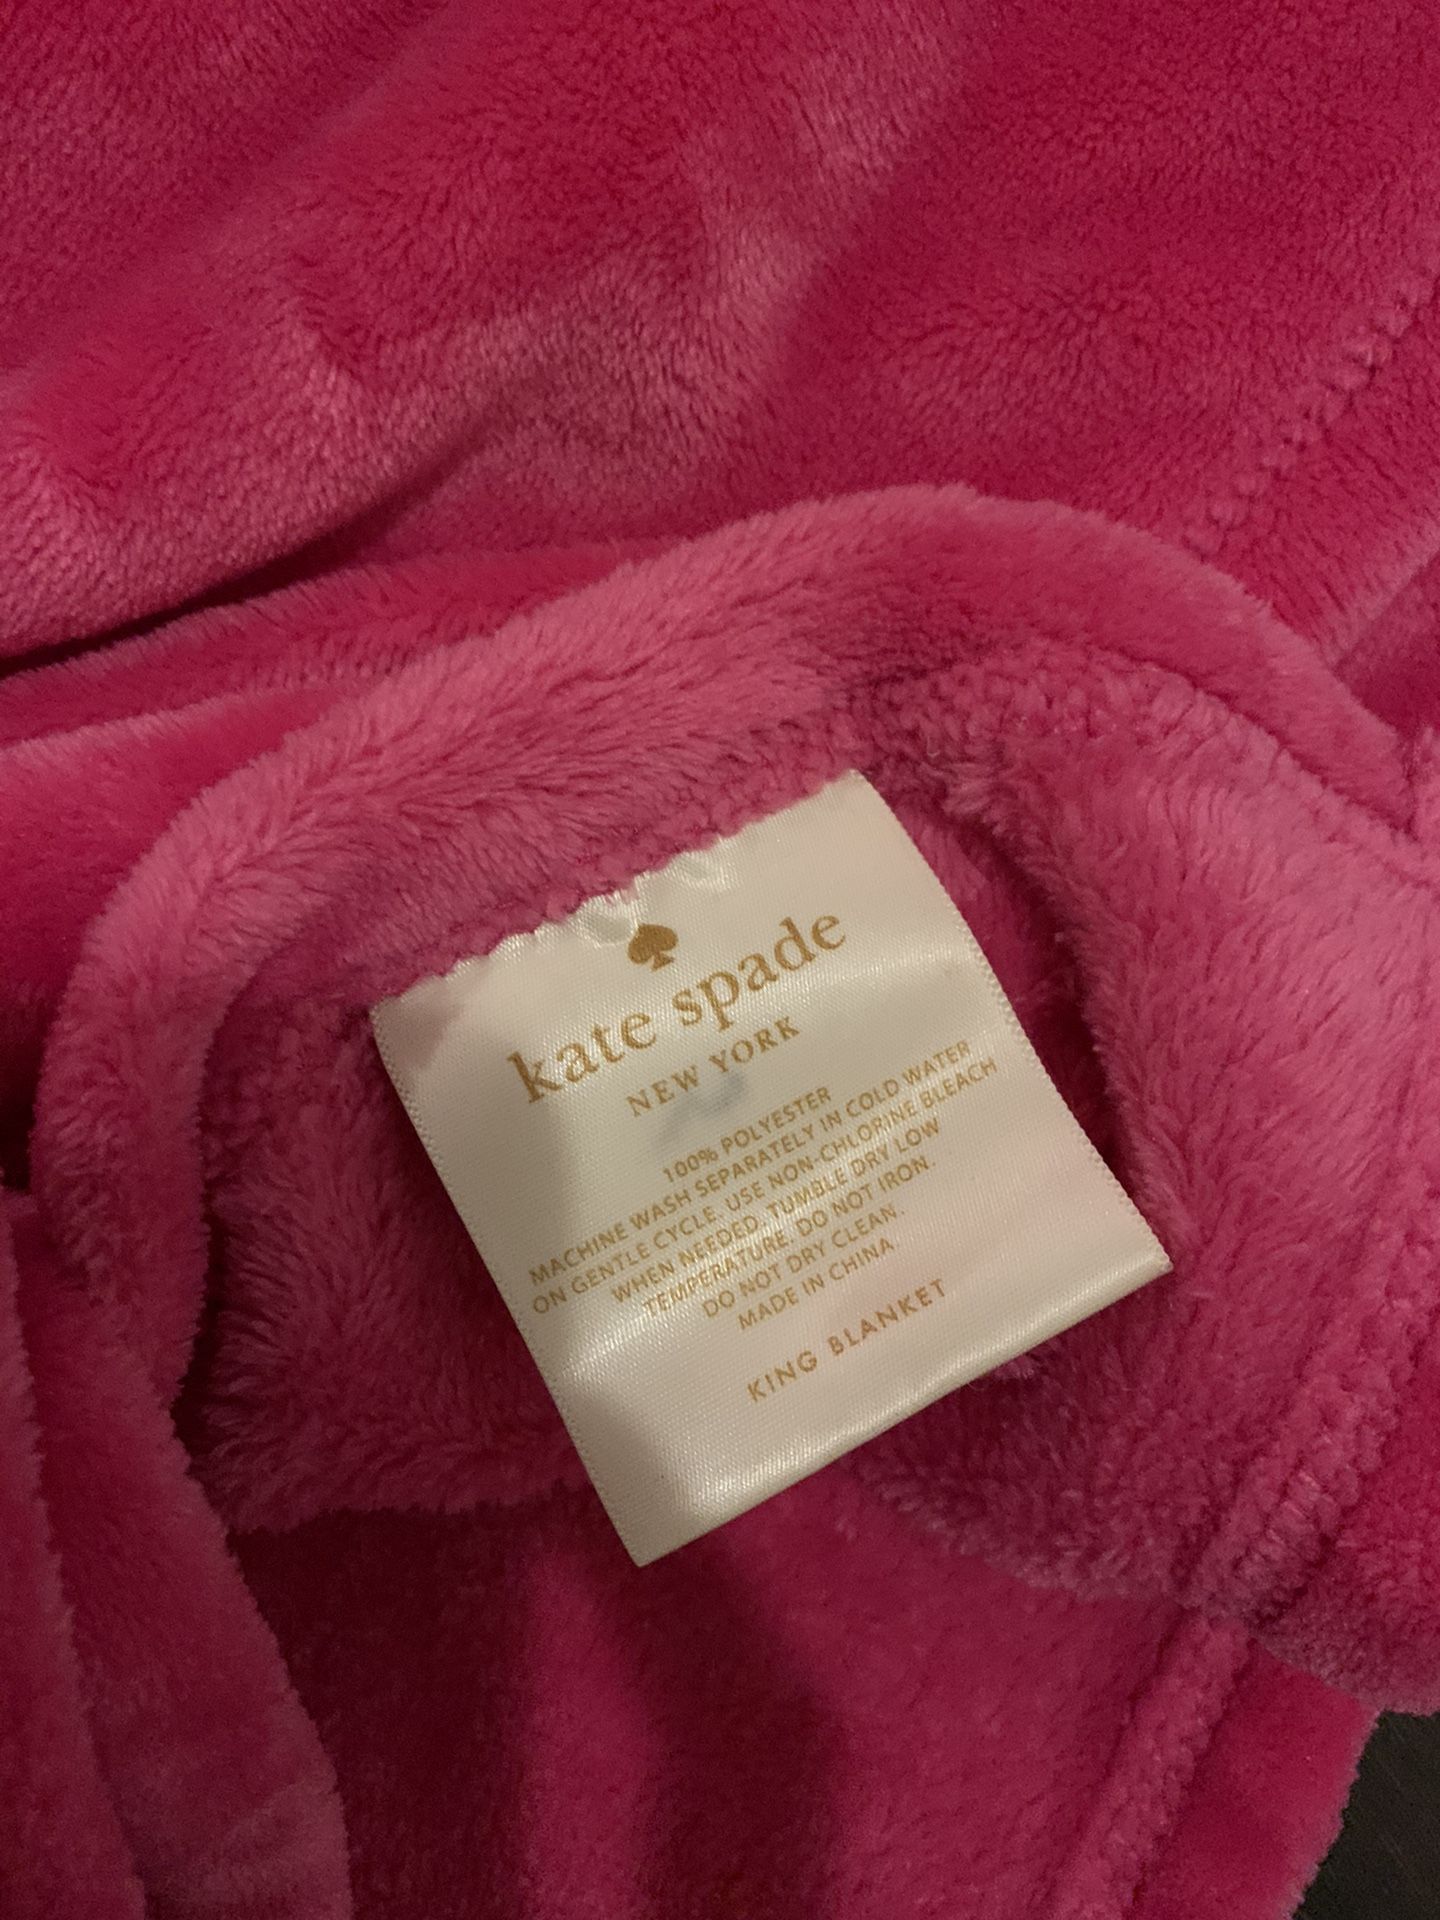 kate spade
NEW YORK
100% POLYESTER
MACHINE WASH SEPARATELY IN COLD WATER
ON GENTLE CYCLE. USE NON-CHLORINE BLEACH
WHEN NEEDED. TUMBLE DRY LOW
TEMPERATURE. DO NOT IRON.
DO NOT DRY CLEAN.
MADE IN CHINA.
KING BLANKET